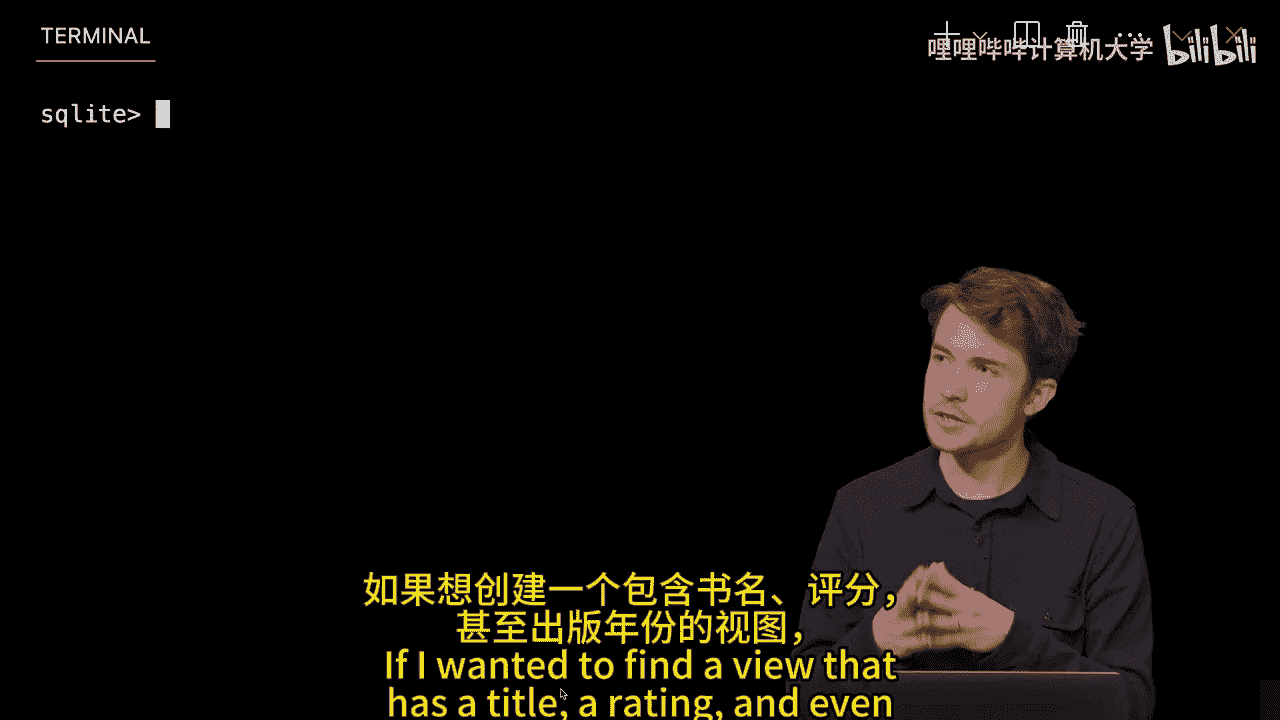 TERMINAL
哔哩哔哩计算机大学 bilibili
sqlite>
如果想创建一个包含书名、评分，
甚至出版年份的视图，
If I wanted to find a view that
has a title, a rating, and even